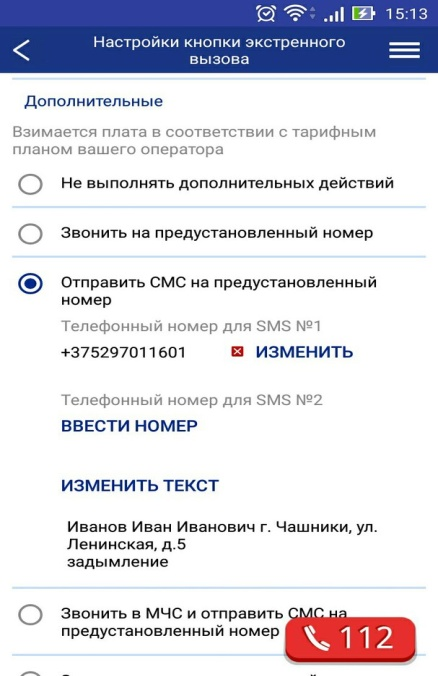 15:13
Настройки кнопки экстренного
вызова
Дополнительные
Взимается плата в соответствии с тарифным
планом вашего оператора
Не выполнять дополнительных действий
Звонить на предустановленный номер
Отправить СМС на предустановленный
номер
Телефонный номер для SMS №1
+375297011601 ИЗМЕНИТЬ
Телефонный номер для SMS №2
ВВЕСТИ НОМЕР
ИЗМЕНИТЬ ТЕКСТ
Иванов Иван Иванович г. Чашники, ул.
Ленинская, д.5
задымление
Звонить в МЧС и отправить СМС на
предустановленный номер
112